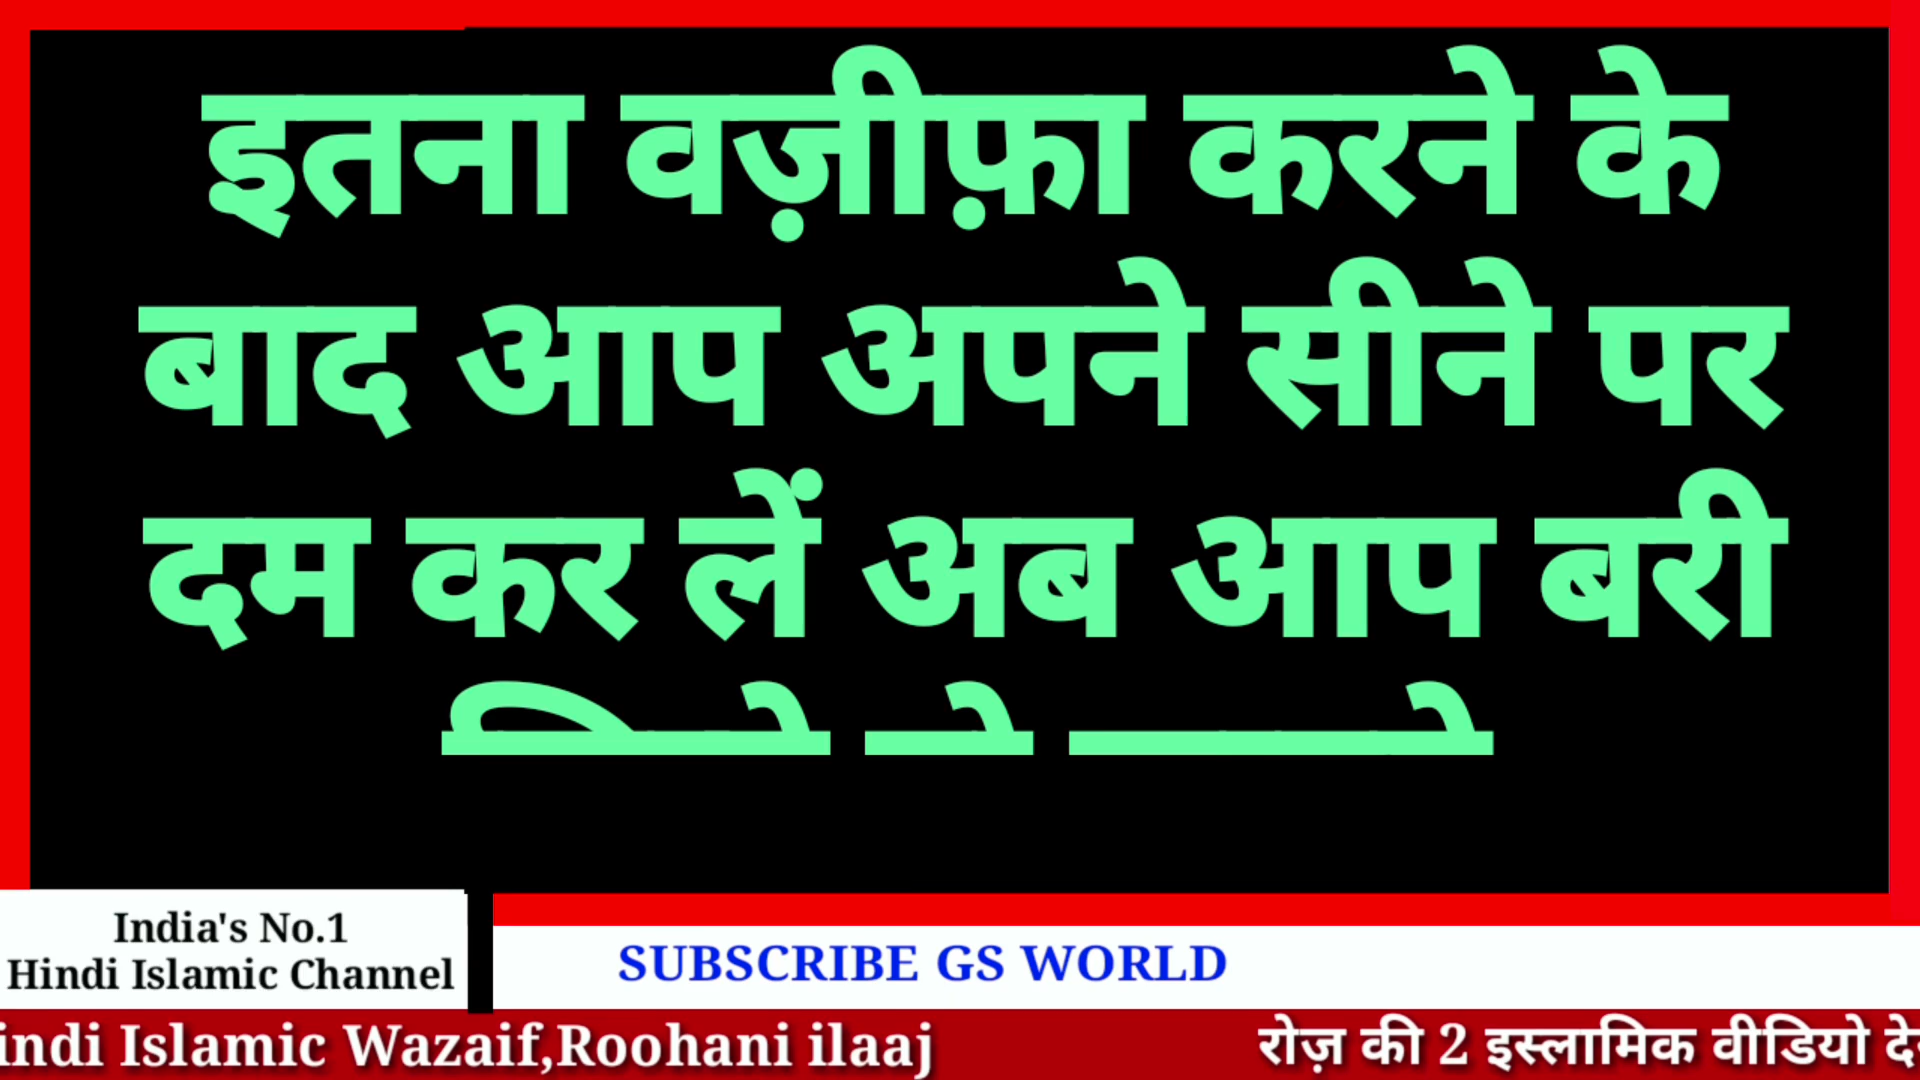 इतना वज़ीफ़ा करने के
बाद आप अपने सीने पर
दम कर लें अब आप बरी
India's No.1
Hindi Islamic Channel
SUBSCRIBE GS WORLD
indi Islamic Wazaif,Roohani ilaaj
रोज़ की 2 इस्लामिक वीडियो